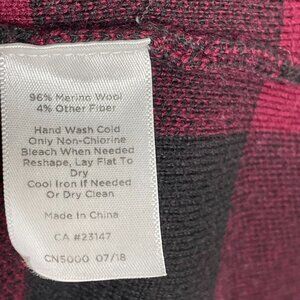 96% Merino Wool
4% Other Fiber
Hand Wash Cold
Only Non-Chlorine
Bleach When Needed
Reshape, Lay Flat To
Dry
Cool Iron if Needed
Or Dry Clean
Made in China
CA #23147
CN5000 07/18